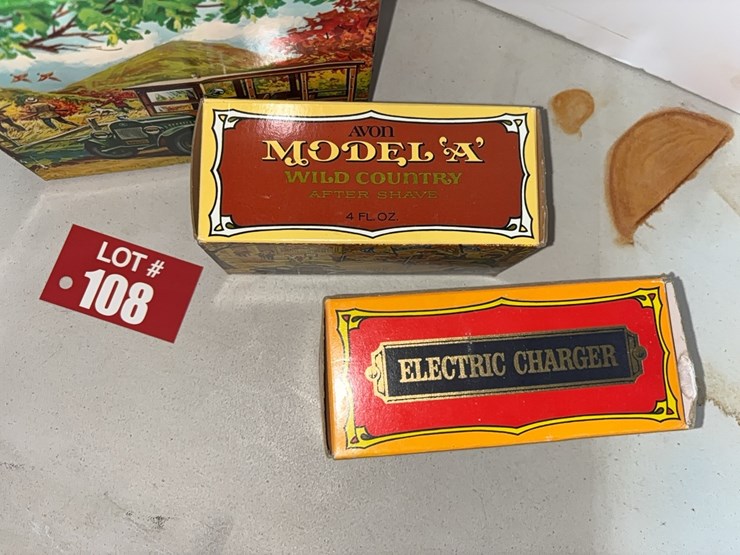 AVON
MODEL 'A'
WILD COUNTRY
AFTER SHAVE
4 FL. OZ.
LOT #
108
ELECTRIC CHARGER